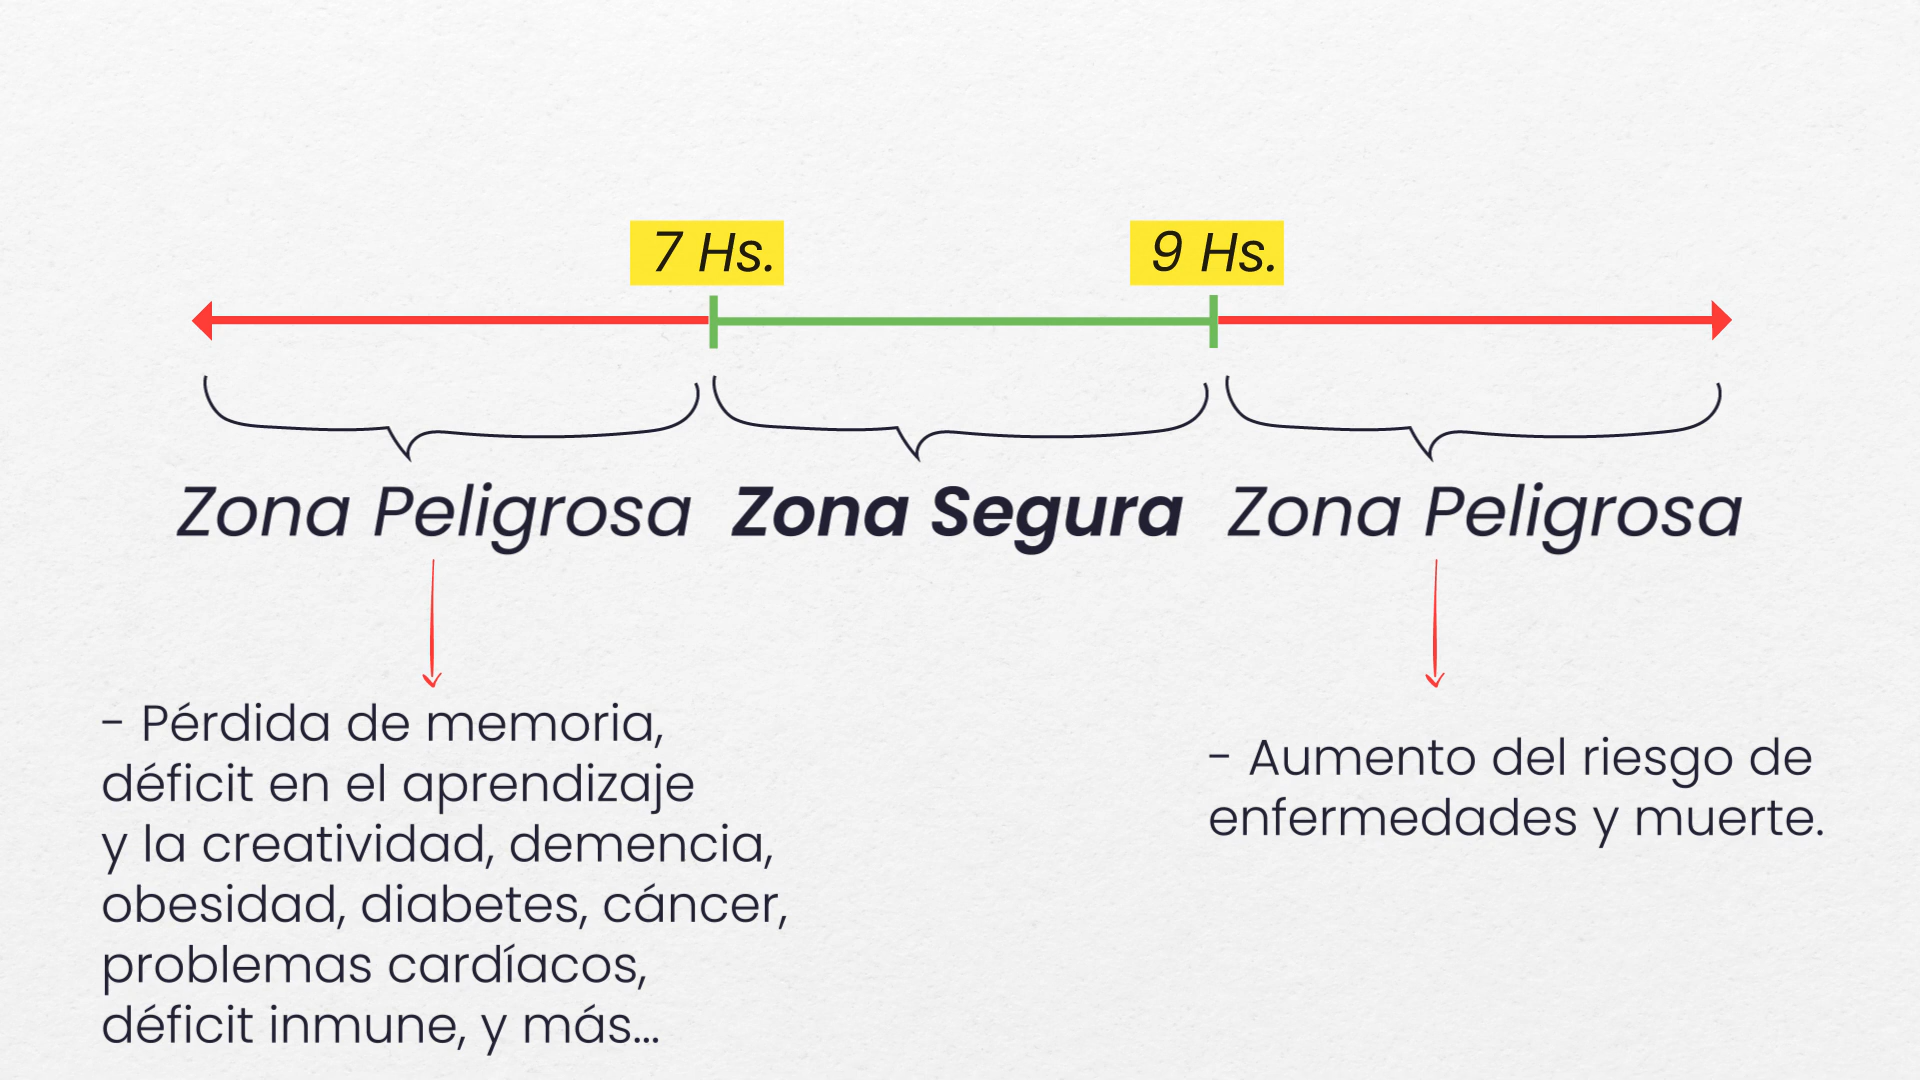 7 Hs.
9 Hs.
Zona Peligrosa
Zona Segura
Zona Peligrosa
- Pérdida de memoria,
déficit en el aprendizaje
y la creatividad, demencia,
obesidad, diabetes, cáncer,
problemas cardíacos,
déficit inmune, y más...
- Aumento del riesgo de
enfermedades y muerte.